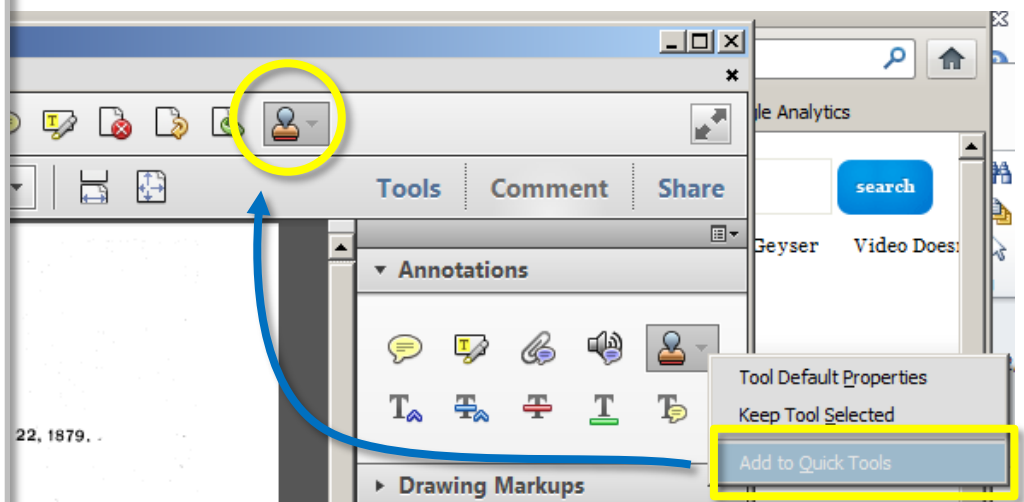 le Analytics
Tools Comment Share
search
Geyser Video Does
Annotations
Tool Default Properties
Keep Tool Selected
Add to Quick Tools
22, 1879.
Drawing Markups